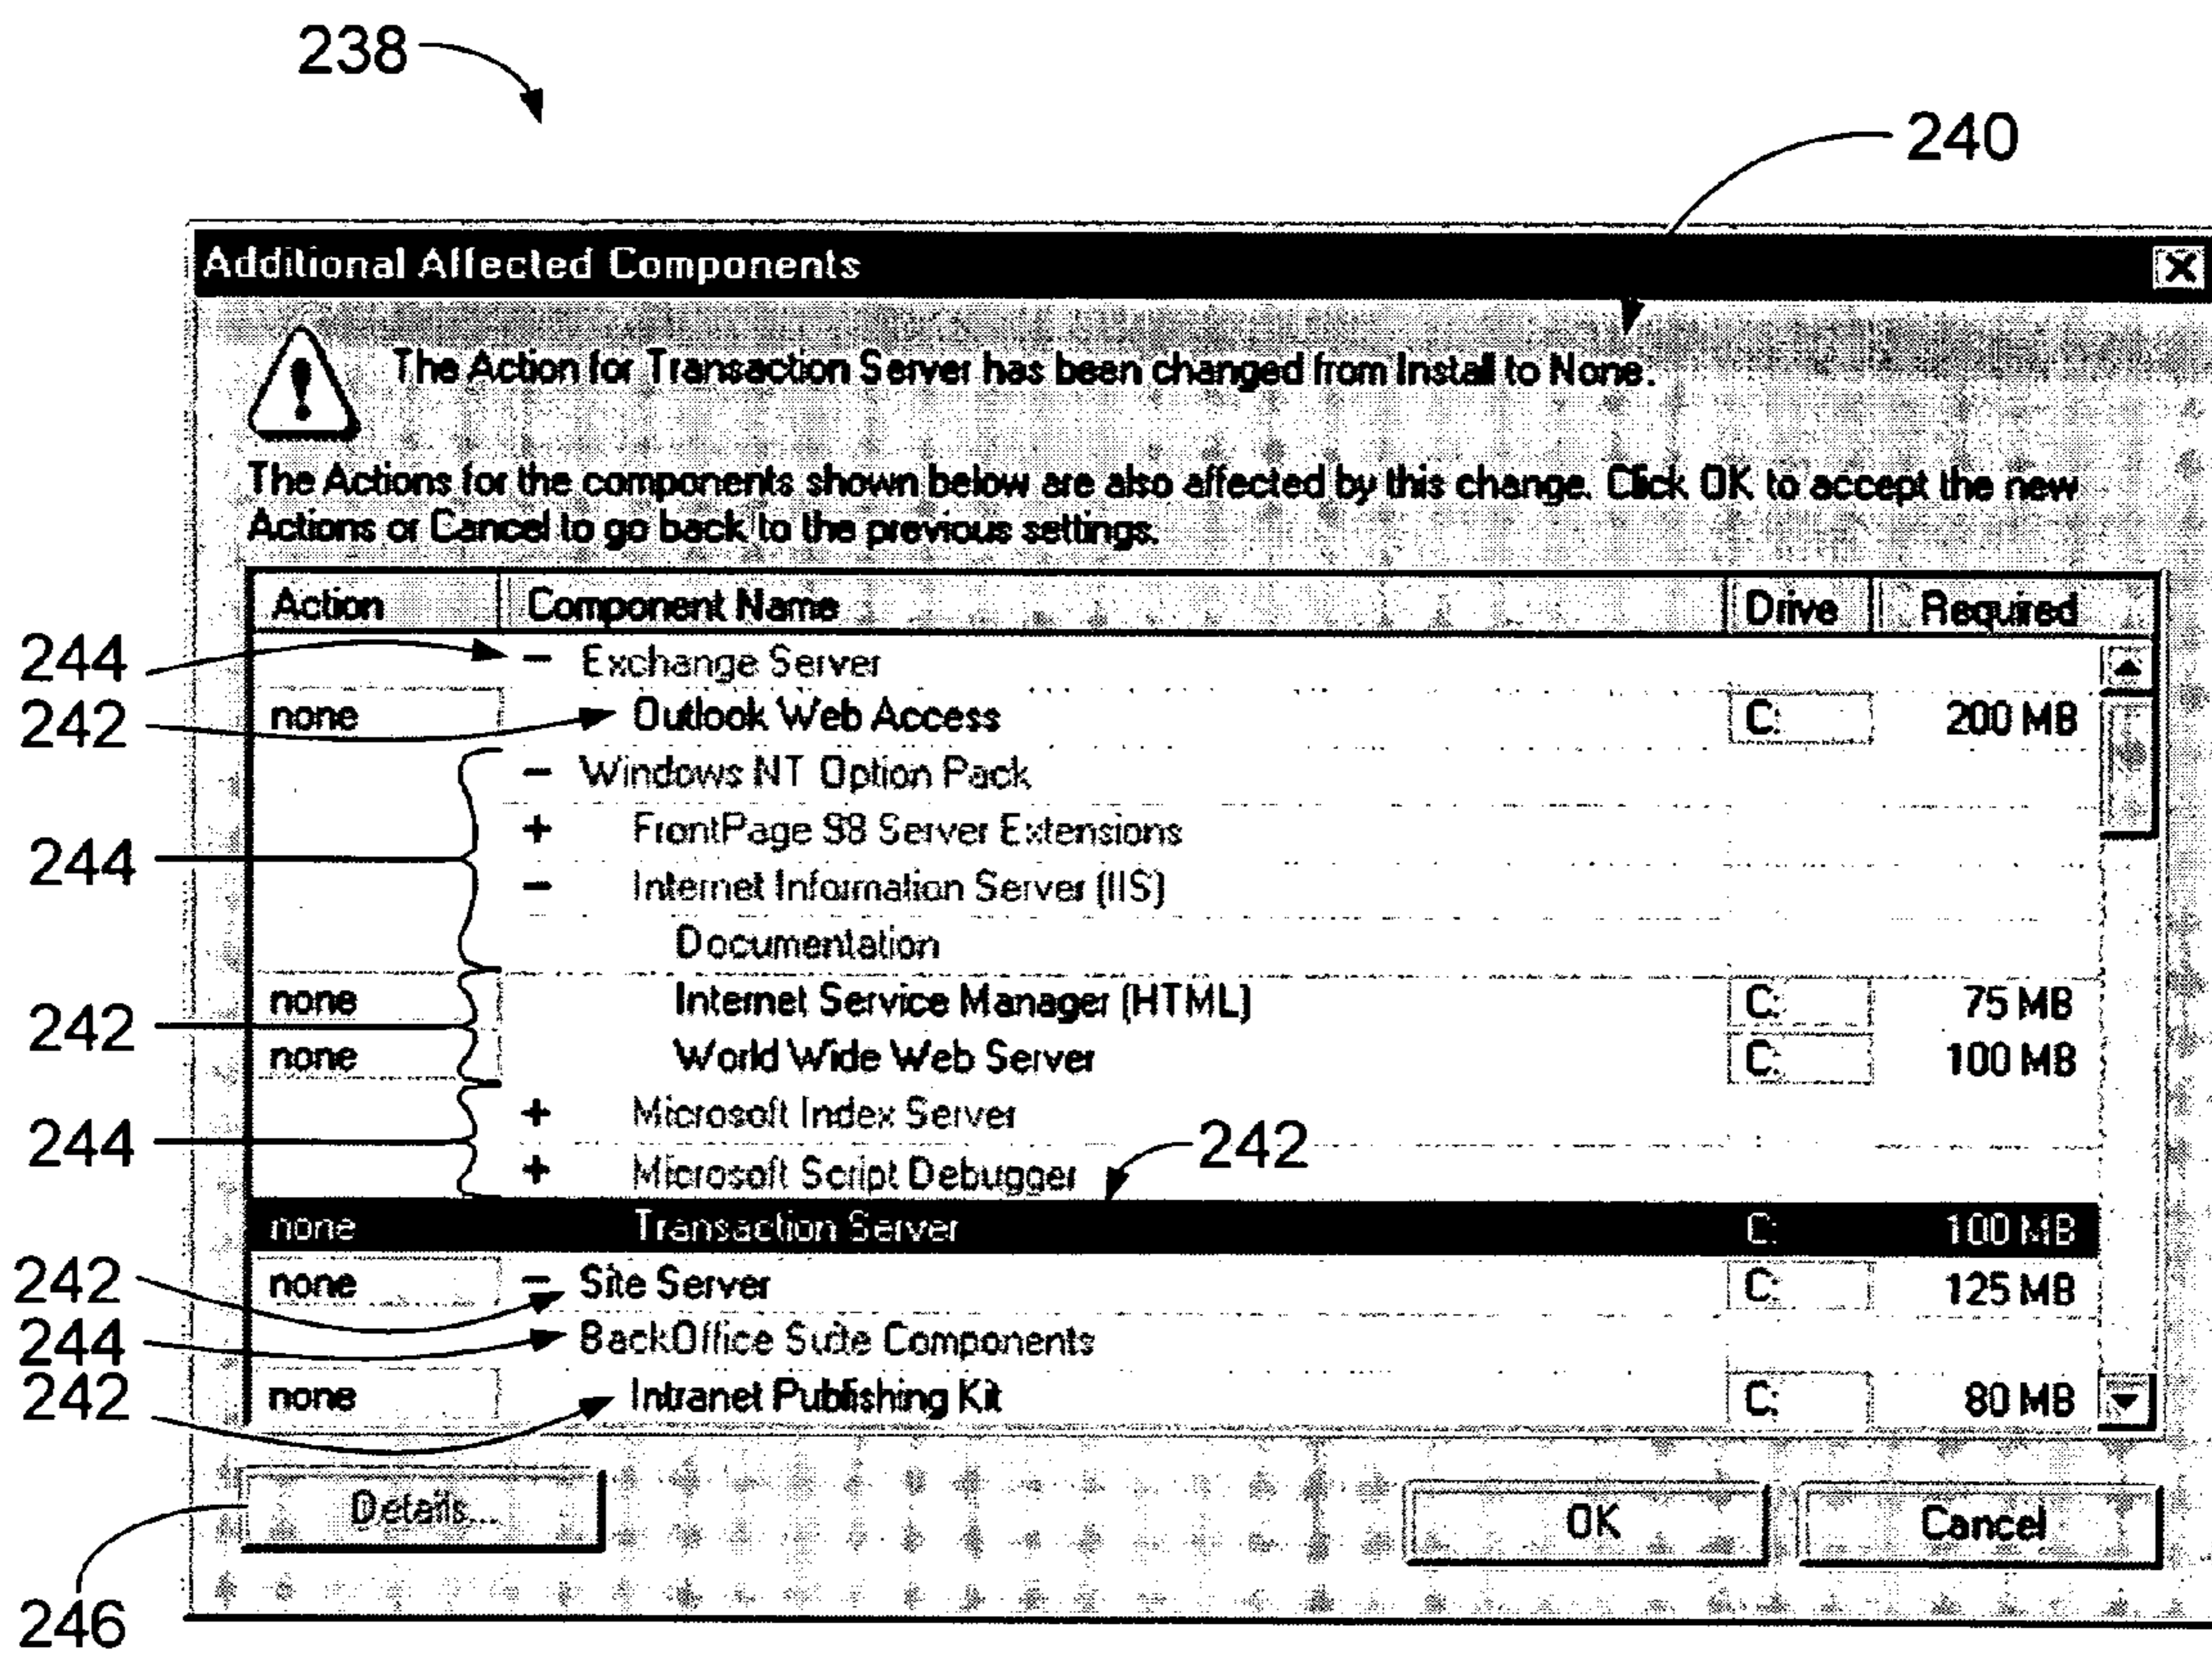 238
240
Additional Affected Components
The Action for Transaction Server has been changed from Install to None.
The Actions for the components shown below are also affected by this change. Click OK to accept the new
Actions or Cancel to go back to the previous settings.
Action Component Name Drive Required
244 − Exchange Server
242 none Outlook Web Access C: 200 MB
− Windows NT Option Pack
+ FrontPage 98 Server Extensions
244 − Internet Information Server (IIS)
Documentation
none Internet Service Manager (HTML) C: 75 MB
242
none World Wide Web Server C: 100 MB
+ Microsoft Index Server
244 242
+ Microsoft Script Debugger
none Transaction Server C: 100 MB
242 none − Site Server C: 125 MB
244 BackOffice Suite Components
242 none Intranet Publishing Kit C: 80 MB
Details... OK Cancel
246